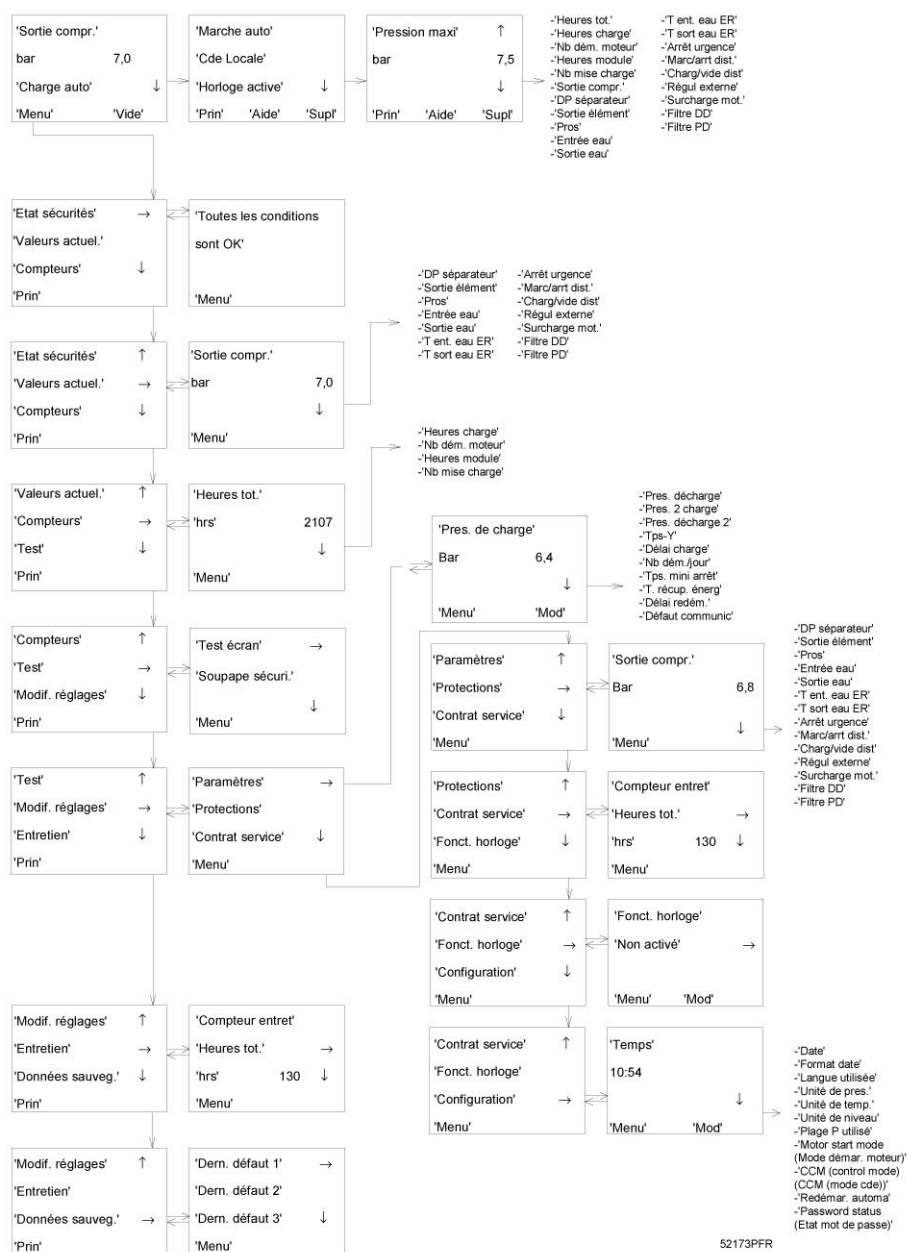 'Sortie compr.'
bar 7,0
'Charge auto' ↓
'Menu' 'Vide'
'Marche auto'
'Cde Locale'
'Horloge active' ↓
'Prin' 'Aide' 'Supl'
'Pression maxi' ↑
bar 7,5
↓
'Prin' 'Aide' 'Supl'
-'Heures tot.'
-'Heures charge'
-'Nb dém. moteur'
-'Heures module'
-'Nb mise charge'
-'Sortie compr.'
-'DP séparateur'
-'Sortie élément'
-'Pros'
-'Entrée eau'
-'Sortie eau'
-'T ent. eau ER'
-'T sort eau ER'
-'Arrêt urgence'
-'Marc/arrt dist.'
-'Charg/vide dist'
-'Régul externe'
-'Surcharge mot.'
-'Filtre DD'
-'Filtre PD'
'Etat sécurités' →
'Valeurs actuel.'
'Compteurs' ↓
'Prin'
'Toutes les conditions
sont OK'
'Menu'
'Etat sécurités' ↑
'Valeurs actuel.' →
'Compteurs' ↓
'Prin'
'Sortie compr.'
bar 7,0
↓
'Menu'
-'DP séparateur'
-'Sortie élément'
-'Pros'
-'Entrée eau'
-'Sortie eau'
-'T ent. eau ER'
-'T sort eau ER'
-'Arrêt urgence'
-'Marc/arrt dist.'
-'Charg/vide dist'
-'Régul externe'
-'Surcharge mot.'
-'Filtre DD'
-'Filtre PD'
'Valeurs actuel.' ↑
'Compteurs' →
'Test' ↓
'Prin'
'Heures tot.'
'hrs' 2107
↓
'Menu'
-'Heures charge'
-'Nb dém. moteur'
-'Heures module'
-'Nb mise charge'
'Compteurs' ↑
'Test' →
'Modif. réglages' ↓
'Prin'
'Test écran' →
'Soupape sécuri.'
↓
'Menu'
'Test' ↑
'Modif. réglages' →
'Entretien' ↓
'Prin'
'Paramètres' →
'Protections'
'Contrat service' ↓
'Menu'
'Pres. de charge'
Bar 6,4
↓
'Menu' 'Mod'
-'Pres. décharge'
-'Pres. 2 charge'
-'Pres. décharge 2'
-'Tps-Y'
-'Délai charge'
-'Nb dém./jour'
-'Tps. mini arrêt'
-'T. récup. énerg'
-'Délai redém.'
-'Défaut communic'
'Paramètres' ↑
'Protections' →
'Contrat service' ↓
'Menu'
'Sortie compr.'
Bar 6,8
↓
'Menu'
-'DP séparateur'
-'Sortie élément'
-'Pros'
-'Entrée eau'
-'Sortie eau'
-'T ent. eau ER'
-'T sort eau ER'
-'Arrêt urgence'
-'Marc/arrt dist.'
-'Charg/vide dist'
-'Régul externe'
-'Surcharge mot.'
-'Filtre DD'
-'Filtre PD'
'Protections' ↑
'Contrat service' →
'Fonct. horloge' ↓
'Menu'
'Compteur entret'
'Heures tot.' →
'hrs' 130 ↓
'Menu'
'Contrat service' ↑
'Fonct. horloge' →
'Configuration' ↓
'Menu'
'Fonct. horloge'
'Non activé' →
'Menu' 'Mod'
'Contrat service' ↑
'Fonct. horloge'
'Configuration' →
'Menu'
'Temps'
10:54
↓
'Menu' 'Mod'
-'Date'
-'Format date'
-'Langue utilisée'
-'Unité de pres.'
-'Unité de temp.'
-'Unité de niveau'
-'Plage P utilisé'
-'Motor start mode
(Mode démar. moteur)'
-'CCM (control mode)
(CCM (mode cde))'
-'Redémar. automa'
-'Password status
(Etat mot de passe)'
'Modif. réglages' ↑
'Entretien' →
'Données sauveg.' ↓
'Prin'
'Compteur entret'
'Heures tot.' →
'hrs' 130 ↓
'Menu'
'Modif. réglages' ↑
'Entretien'
'Données sauveg.' →
'Prin'
'Dern. défaut 1' →
'Dern. défaut 2'
'Dern. défaut 3' ↓
'Menu'
52173PFR